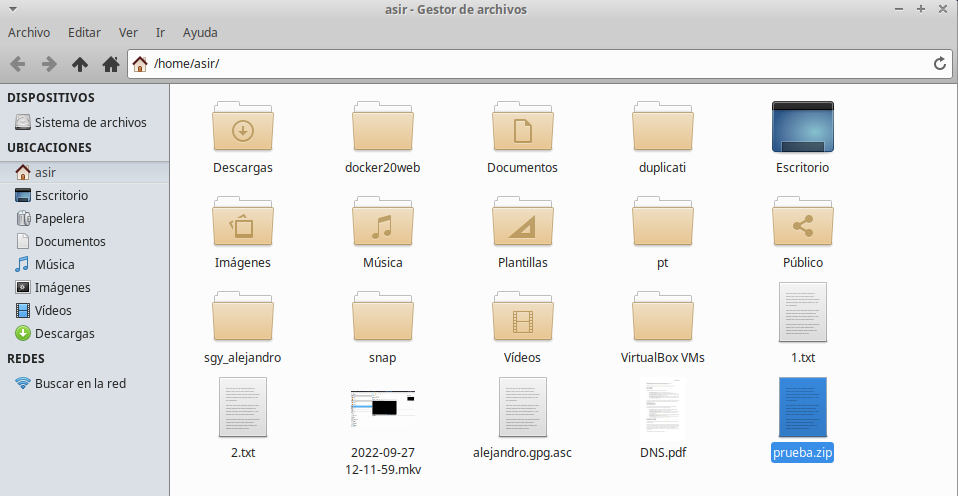 asir - Gestor de archivos
Archivo Editar Ver Ir Ayuda
/home/asir/
DISPOSITIVOS
Sistema de archivos
UBICACIONES
asir
Escritorio
Papelera
Documentos
Música
Imágenes
Vídeos
Descargas
REDES
Buscar en la red
Descargas docker20web Documentos duplicati Escritorio
Imágenes Música Plantillas pt Público
sgy_alejandro snap Vídeos VirtualBox VMs 1.txt
2.txt 2022-09-27 alejandro.gpg.asc DNS.pdf prueba.zip
12-11-59.mkv